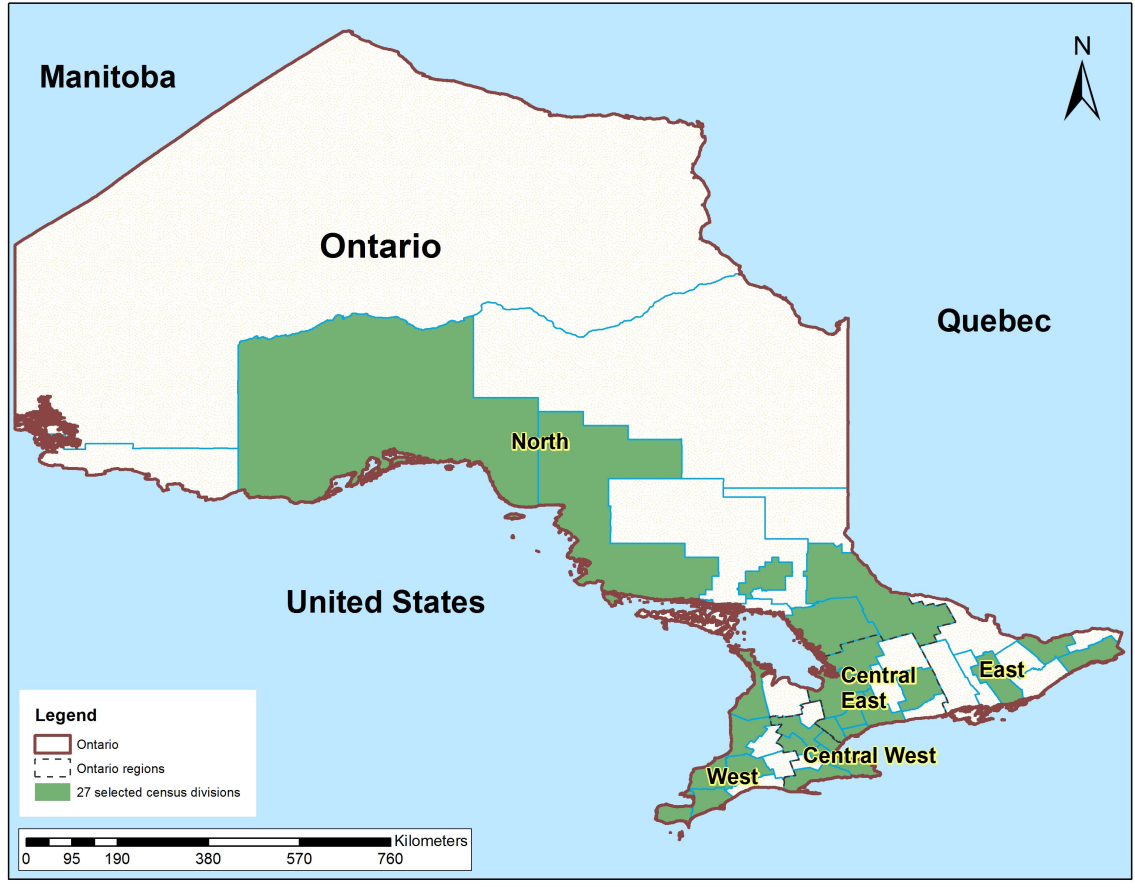 Manitoba
N
Ontario
Quebec
North
United States
Central
East
East
Central West
West
Legend
Ontario
Ontario regions
27 selected census divisions
Kilometers
0 95 190 380 570 760